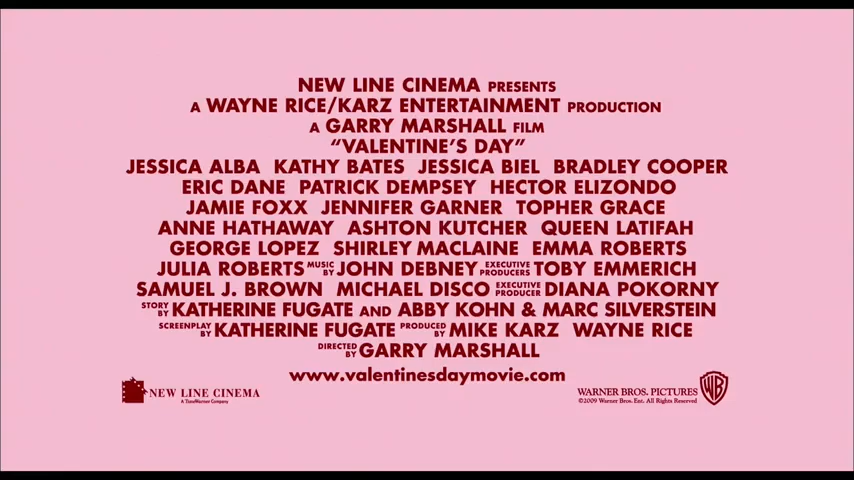 NEW LINE CINEMA PRESENTS
A WAYNE RICE/KARZ ENTERTAINMENT PRODUCTION
A GARRY MARSHALL FILM
“VALENTINE’S DAY”
JESSICA ALBA KATHY BATES JESSICA BIEL BRADLEY COOPER
ERIC DANE PATRICK DEMPSEY HECTOR ELIZONDO
JAMIE FOXX JENNIFER GARNER TOPHER GRACE
ANNE HATHAWAY ASHTON KUTCHER QUEEN LATIFAH
GEORGE LOPEZ SHIRLEY MACLAINE EMMA ROBERTS
JULIA ROBERTS MUSIC BY JOHN DEBNEY EXECUTIVE PRODUCERS TOBY EMMERICH
SAMUEL J. BROWN MICHAEL DISCO EXECUTIVE PRODUCER DIANA POKORNY
STORY BY KATHERINE FUGATE AND ABBY KOHN & MARC SILVERSTEIN
SCREENPLAY BY KATHERINE FUGATE PRODUCED BY MIKE KARZ WAYNE RICE
DIRECTED BY GARRY MARSHALL
www.valentinesdaymovie.com
NEW LINE CINEMA
A TimeWarner Company
WARNER BROS. PICTURES
©2009 Warner Bros. Ent. All Rights Reserved
WB